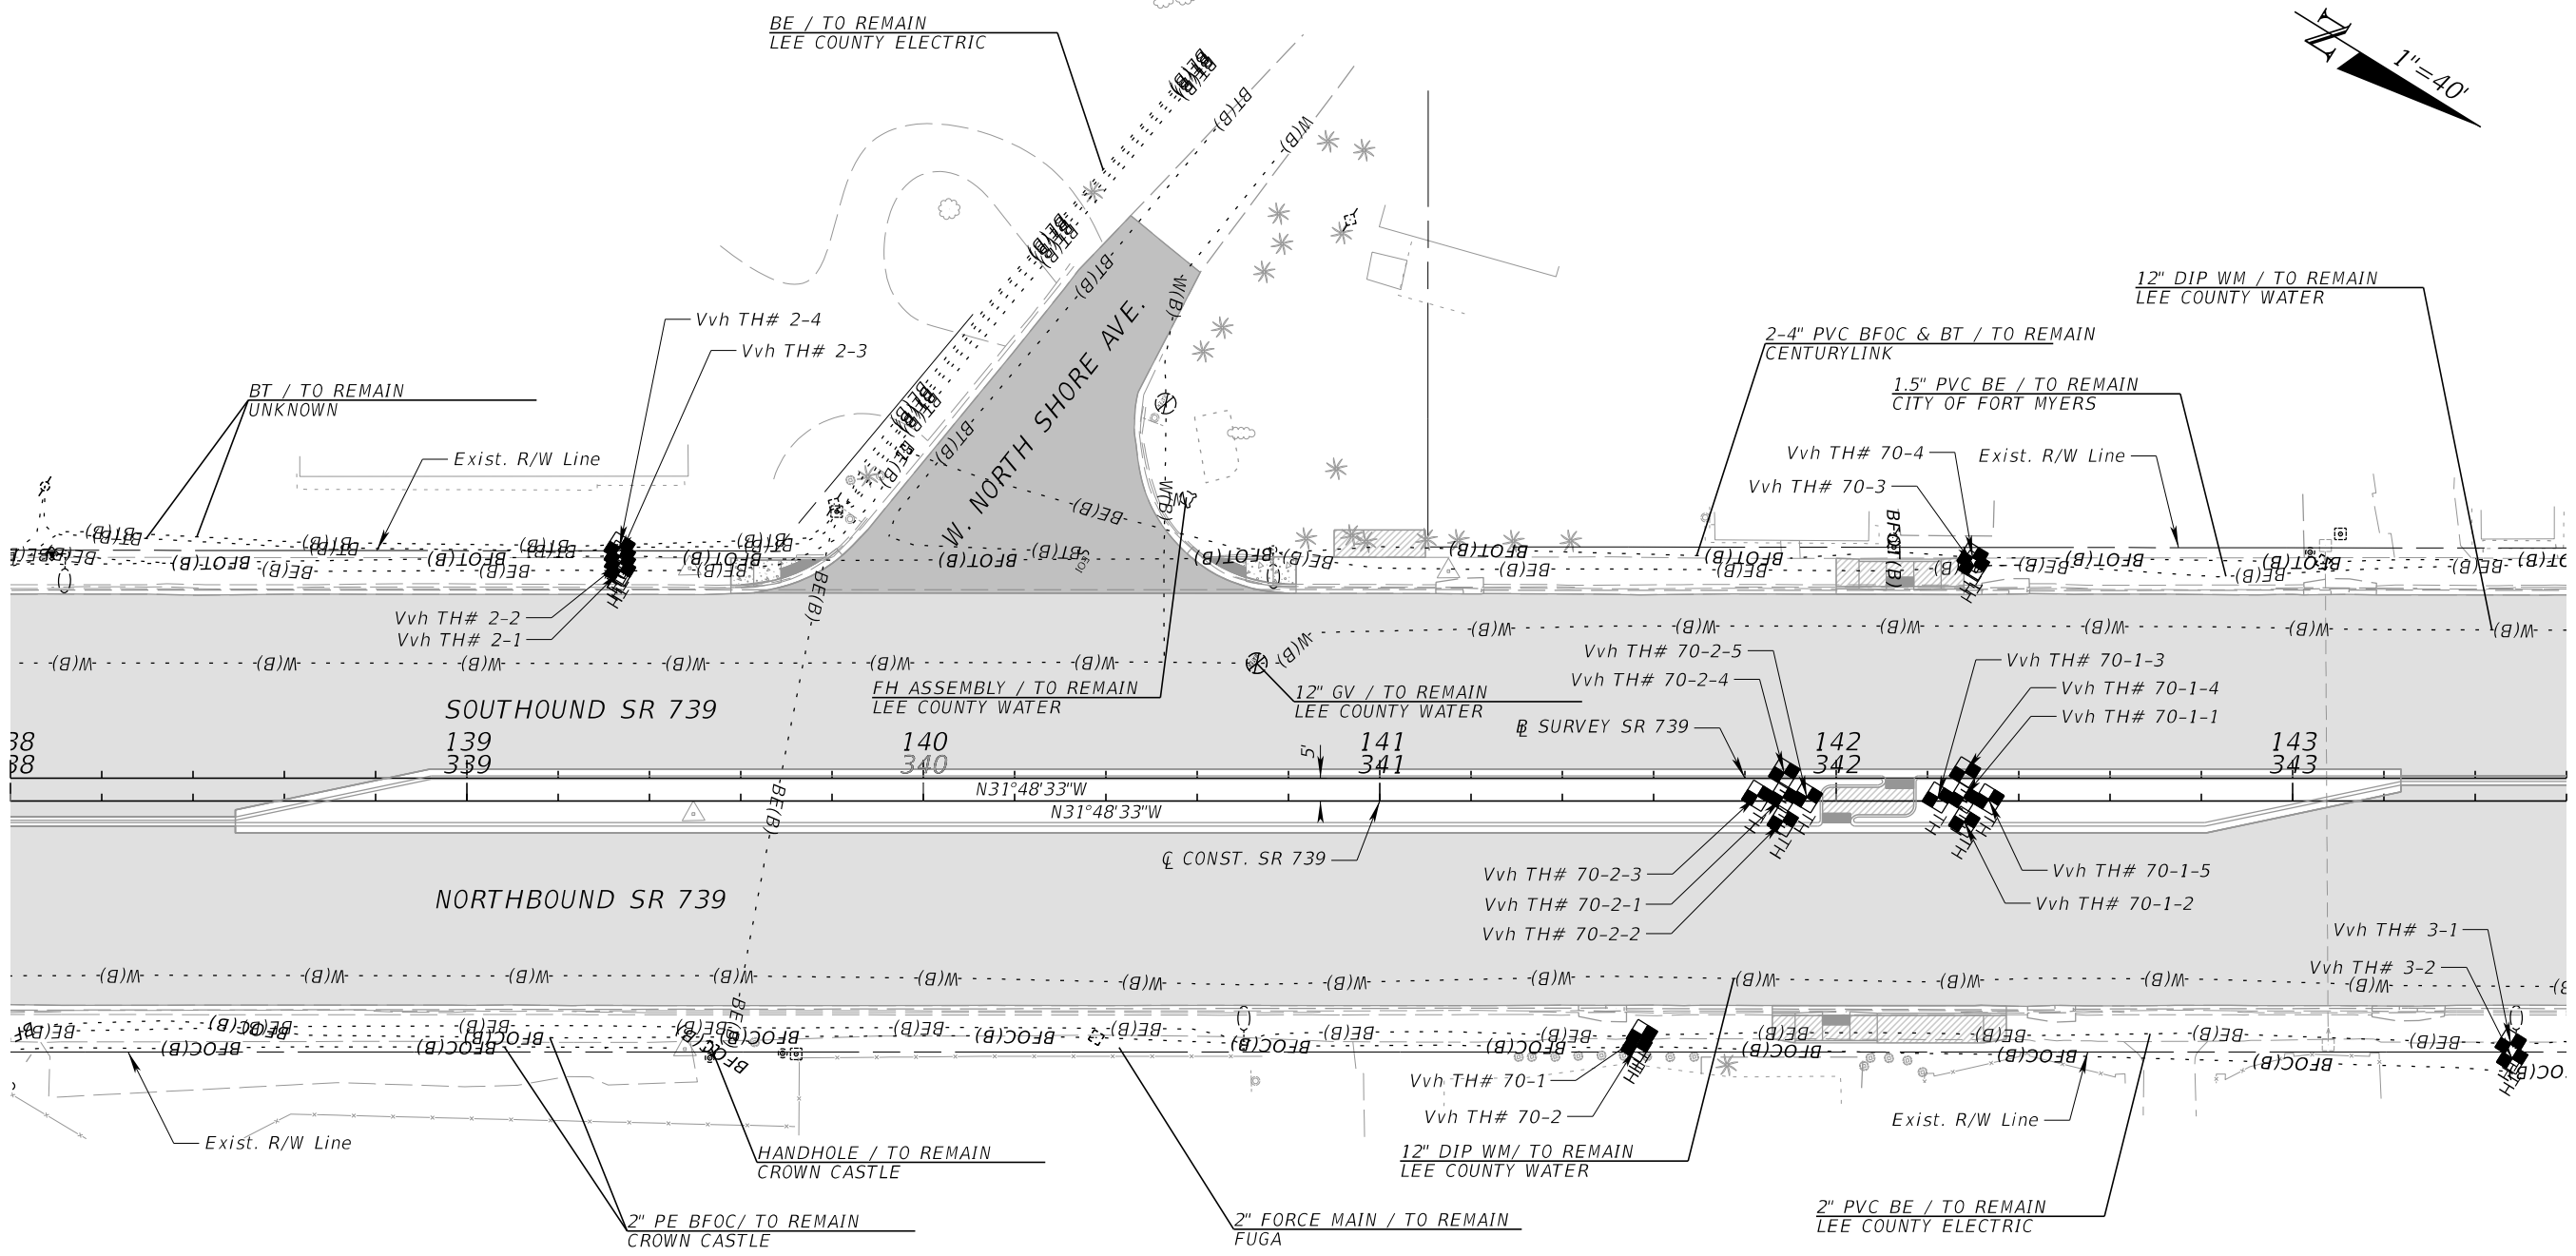 BE / TO REMAIN
LEE COUNTY ELECTRIC
N
1"=40'
12" DIP WM / TO REMAIN
LEE COUNTY WATER
2-4" PVC BFOC & BT / TO REMAIN
CENTURYLINK
1.5" PVC BE / TO REMAIN
CITY OF FORT MYERS
Vvh TH# 2-4
Vvh TH# 2-3
BT / TO REMAIN
UNKNOWN
Exist. R/W Line
W. NORTH SHORE AVE.
Vvh TH# 70-4
Exist. R/W Line
Vvh TH# 70-3
Vvh TH# 2-2
Vvh TH# 2-1
-BT(B)-
-W(B)-
-BE(B)-
-BFOT(B)-
FH ASSEMBLY / TO REMAIN
LEE COUNTY WATER
12" GV / TO REMAIN
LEE COUNTY WATER
Vvh TH# 70-2-5
Vvh TH# 70-2-4
Vvh TH# 70-1-3
Vvh TH# 70-1-4
Vvh TH# 70-1-1
SOUTHOUND SR 739
BL SURVEY SR 739
5'
38 139 140 141 142 143
38 339 340 341 342 343
N31°48'33"W
N31°48'33"W
℄ CONST. SR 739
NORTHBOUND SR 739
Vvh TH# 70-2-3
Vvh TH# 70-2-1
Vvh TH# 70-2-2
Vvh TH# 70-1-5
Vvh TH# 70-1-2
Vvh TH# 3-1
Vvh TH# 3-2
-W(B)-
-BE(B)-
-BFOC(B)-
Vvh TH# 70-1
Vvh TH# 70-2
Exist. R/W Line
Exist. R/W Line
HANDHOLE / TO REMAIN
CROWN CASTLE
12" DIP WM/ TO REMAIN
LEE COUNTY WATER
2" PE BFOC/ TO REMAIN
CROWN CASTLE
2" FORCE MAIN / TO REMAIN
FUGA
2" PVC BE / TO REMAIN
LEE COUNTY ELECTRIC